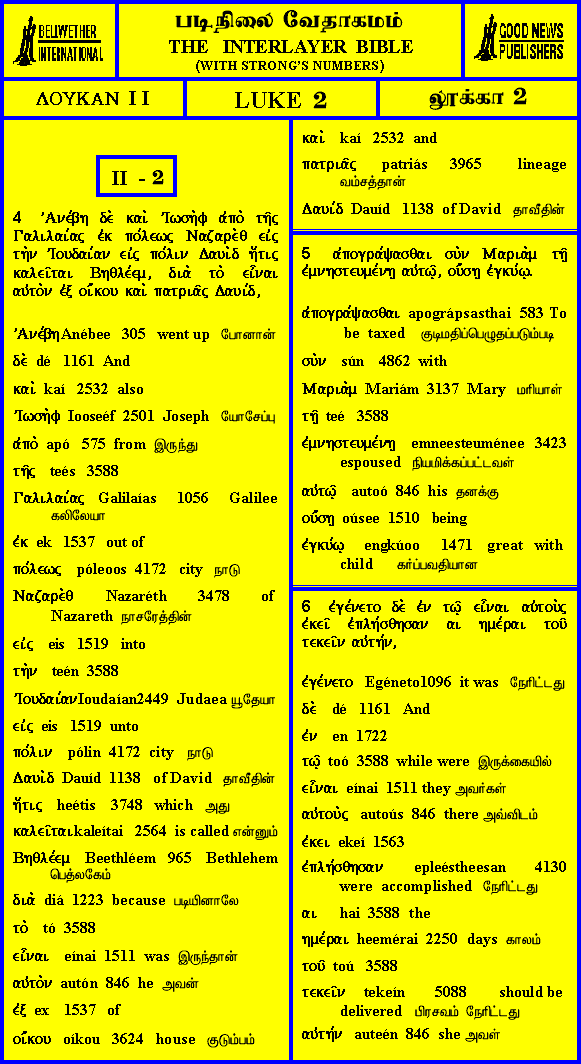 BELLWETHER
INTERNATIONAL
படிநிலை வேதாகமம்
THE INTERLAYER BIBLE
(WITH STRONG'S NUMBERS)
GOOD NEWS
PUBLISHERS
ΛΟΥΚΑΝ II
LUKE 2
லூக்கா 2
II - 2
4 Ἀνέβη δὲ καὶ Ἰωσὴφ ἀπὸ τῆς
Γαλιλαίας ἐκ πόλεως Ναζαρὲθ εἰς
τὴν Ἰουδαίαν εἰς πόλιν Δαυὶδ ἥτις
καλεῖται Βηθλέεμ, διὰ τὸ εἶναι
αὐτὸν ἐξ οἴκου καὶ πατριᾶς Δαυίδ,
Ἀνέβη Anébee 305 went up போனான்
δὲ dé 1161 And
καὶ kaí 2532 also
Ἰωσὴφ Iooseéf 2501 Joseph யோசேப்பு
ἀπὸ apó 575 from இருந்து
τῆς teés 3588
Γαλιλαίας Galilaías 1056 Galilee
கலிலேயா
ἐκ ek 1537 out of
πόλεως póleoos 4172 city நாடு
Ναζαρὲθ Nazaréth 3478 of
Nazareth நாசரேத்தின்
εἰς eis 1519 into
τὴν teén 3588
Ἰουδαίαν Ioudaían2449 Judaea யூதேயா
εἰς eis 1519 unto
πόλιν pólin 4172 city நாடு
Δαυὶδ Dauíd 1138 of David தாவீதின்
ἥτις heétis 3748 which அது
καλεῖται kaleítai 2564 is called என்னும்
Βηθλέεμ Beethléem 965 Bethlehem
பெத்லகேம்
διὰ diá 1223 because படியினாலே
τὸ tó 3588
εἶναι eínai 1511 was இருந்தான்
αὐτὸν autón 846 he அவன்
ἐξ ex 1537 of
οἴκου oíkou 3624 house குடும்பம்
καὶ kaí 2532 and
πατριᾶς patriás 3965 lineage
வம்சத்தான்
Δαυίδ Dauíd 1138 of David தாவீதின்
5 ἀπογράψασθαι σὺν Μαριὰμ τῇ
ἐμνηστευμένῃ αὐτῷ, οὔσῃ ἐγκύῳ.
ἀπογράψασθαι apográpsasthai 583 To
be taxed குடிமதிப்பெழுதப்படும்படி
σὺν sún 4862 with
Μαριὰμ Mariám 3137 Mary மரியாள்
τῇ teé 3588
ἐμνηστευμένῃ emneesteuménee 3423
espoused நியமிக்கப்பட்டவள்
αὐτῷ autoó 846 his தனக்கு
οὔσῃ oúsee 1510 being
ἐγκύῳ engkúoo 1471 great with
child கர்ப்பவதியான
6 ἐγένετο δὲ ἐν τῷ εἶναι αὐτοὺς
ἐκεῖ ἐπλήσθησαν αι ημέραι τοῦ
τεκεῖν αὐτήν,
ἐγένετο Egéneto1096 it was நேரிட்டது
δὲ dé 1161 And
ἐν en 1722
τῷ toó 3588 while were இருக்கையில்
εἶναι eínai 1511 they அவர்கள்
αὐτοὺς autoús 846 there அவ்விடம்
ἐκει ekeí 1563
ἐπλήσθησαν epleéstheesan 4130
were accomplished நேரிட்டது
αι hai 3588 the
ημέραι heemérai 2250 days காலம்
τοῦ toú 3588
τεκεῖν tekeín 5088 should be
delivered பிரசவம் நேரிட்டது
αὐτήν auteén 846 she அவள்